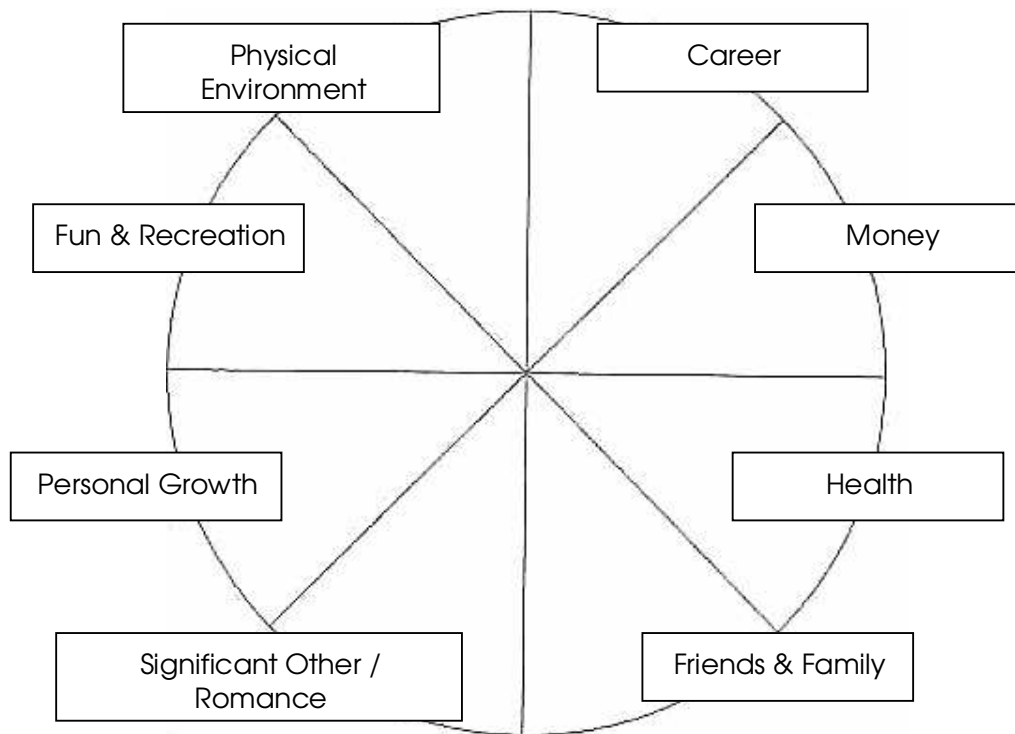 Physical
Environment
Career
Fun & Recreation
Money
Personal Growth
Health
Significant Other /
Romance
Friends & Family